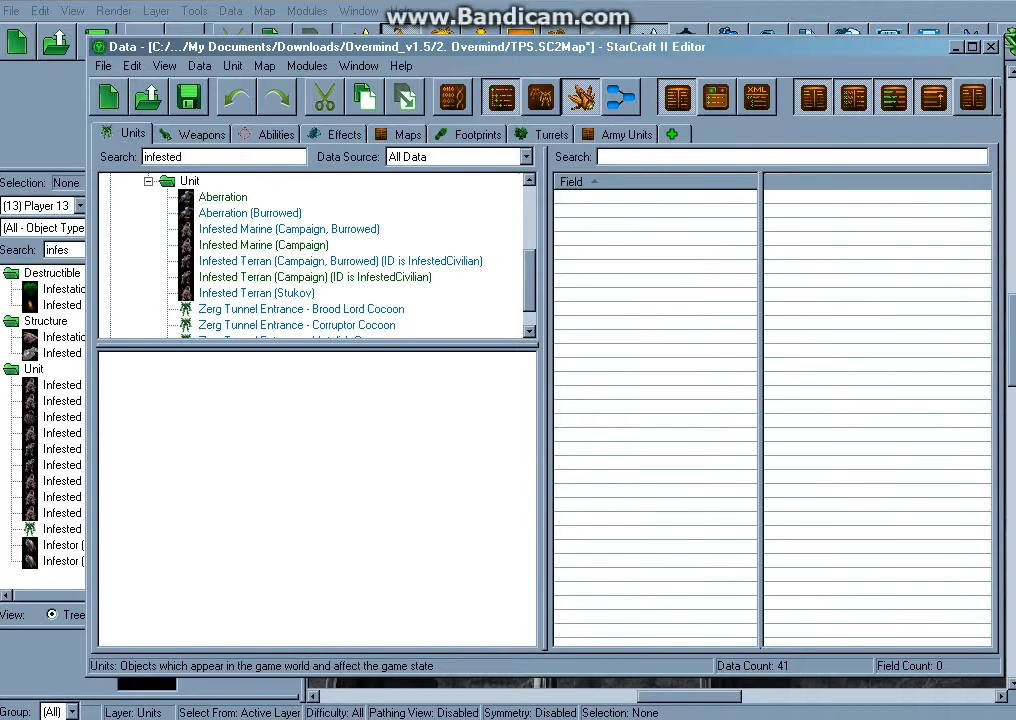 www.Bandicam.com
File Edit View Render Layer Tools Data Map Modules Window
Data - [C:/.../My Documents/Downloads/Overmind_v1.5/2. Overmind/TPS.SC2Map*] - StarCraft II Editor
File Edit View Data Unit Map Modules Window Help
XML
Units Weapons Abilities Effects Maps Footprints Turrets Army Units
Search: infested Data Source: All Data Search:
Field
Unit
Aberration
Aberration (Burrowed)
Infested Marine (Campaign, Burrowed)
Infested Marine (Campaign)
Infested Terran (Campaign, Burrowed) (ID is InfestedCivilian)
Infested Terran (Campaign) (ID is InfestedCivilian)
Infested Terran (Stukov)
Zerg Tunnel Entrance - Brood Lord Cocoon
Zerg Tunnel Entrance - Corruptor Cocoon
Selection: None
(13) Player 13
(All - Object Type
Search: infes
Destructible
Infestatic
Infested
Structure
Infestatic
Infested
Unit
Infested
Infested
Infested
Infested
Infested
Infested
Infested
Infested
Infested
Infested
Infestor (
Infestor (
View: Tree
Units: Objects which appear in the game world and affect the game state Data Count: 41 Field Count: 0
Group: (All) Layer: Units Select From: Active Layer Difficulty: All Pathing View: Disabled Symmetry: Disabled Selection: None